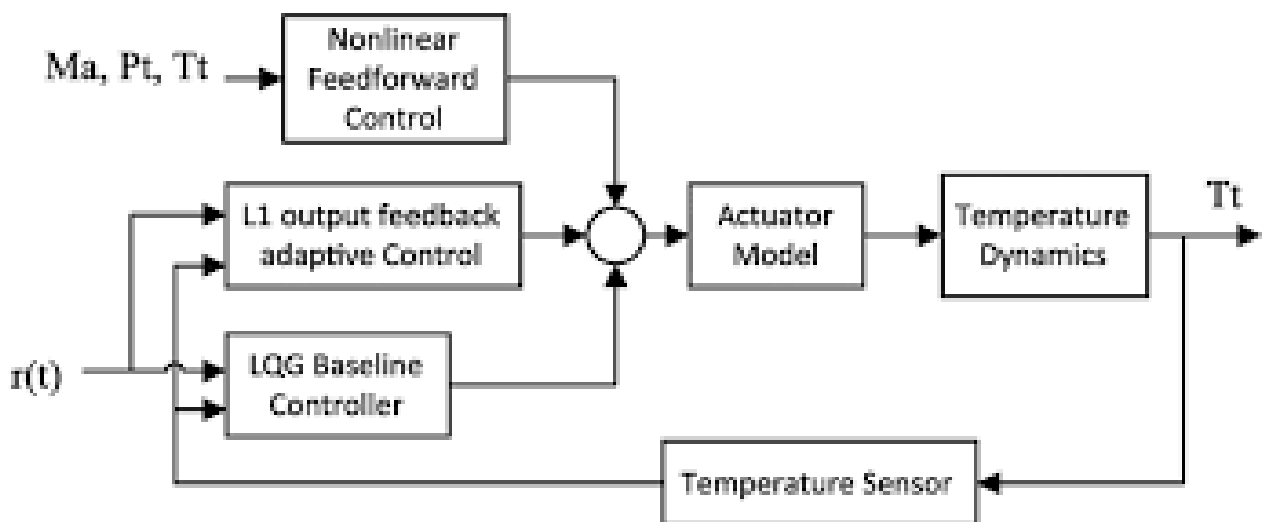 Nonlinear
Feedforward
Control
Ma, Pt, Tt
L1 output feedback
adaptive Control
Actuator
Model
Temperature
Dynamics
Tt
r(t)
LQG Baseline
Controller
Temperature Sensor